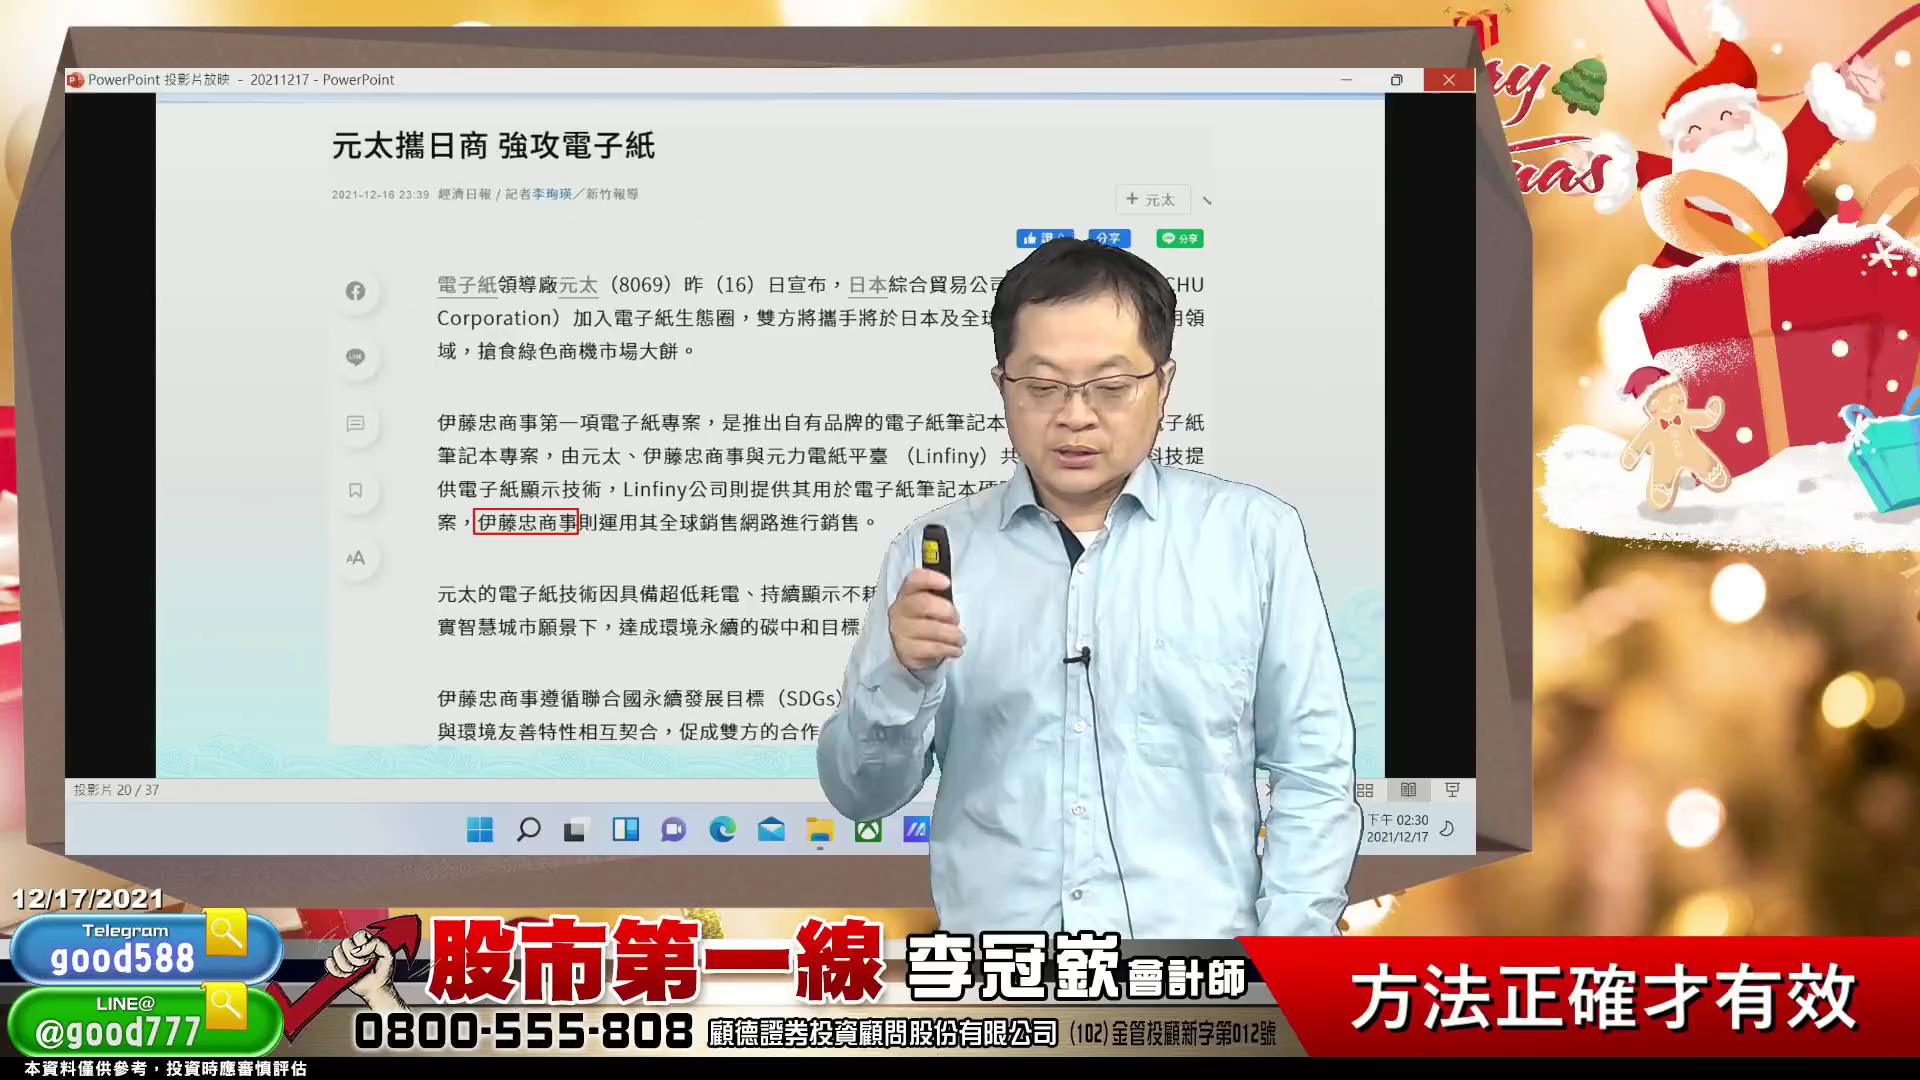 PowerPoint 投影片放映 - 20211217 - PowerPoint
元太攜日商 強攻電子紙
2021-12-16 23:39 經濟日報 / 記者李珣瑛／新竹報導
+ 元太
讚
分享
分享
電子紙領導廠元太（8069）昨（16）日宣布，日本綜合貿易公司
CHU
Corporation）加入電子紙生態圈，雙方將攜手將於日本及全球
用領
域，搶食綠色商機市場大餅。
伊藤忠商事第一項電子紙專案，是推出自有品牌的電子紙筆記本
子紙
筆記本專案，由元太、伊藤忠商事與元力電紙平臺 （Linfiny）共
科技提
供電子紙顯示技術，Linfiny公司則提供其用於電子紙筆記本
案，伊藤忠商事則運用其全球銷售網路進行銷售。
元太的電子紙技術因具備超低耗電、持續顯示不耗
實智慧城市願景下，達成環境永續的碳中和目標
伊藤忠商事遵循聯合國永續發展目標（SDGs）
與環境友善特性相互契合，促成雙方的合作
LINE
AA
投影片 20 / 37
下午 02:30
2021/12/17
Merry
Christmas
12/17/2021
Telegram
good588
LINE@
@good777
股市第一線 李冠嶔 會計師
方法正確才有效
0800-555-808 顧德證券投資顧問股份有限公司 (102)金管投顧新字第012號
本資料僅供參考，投資時應審慎評估